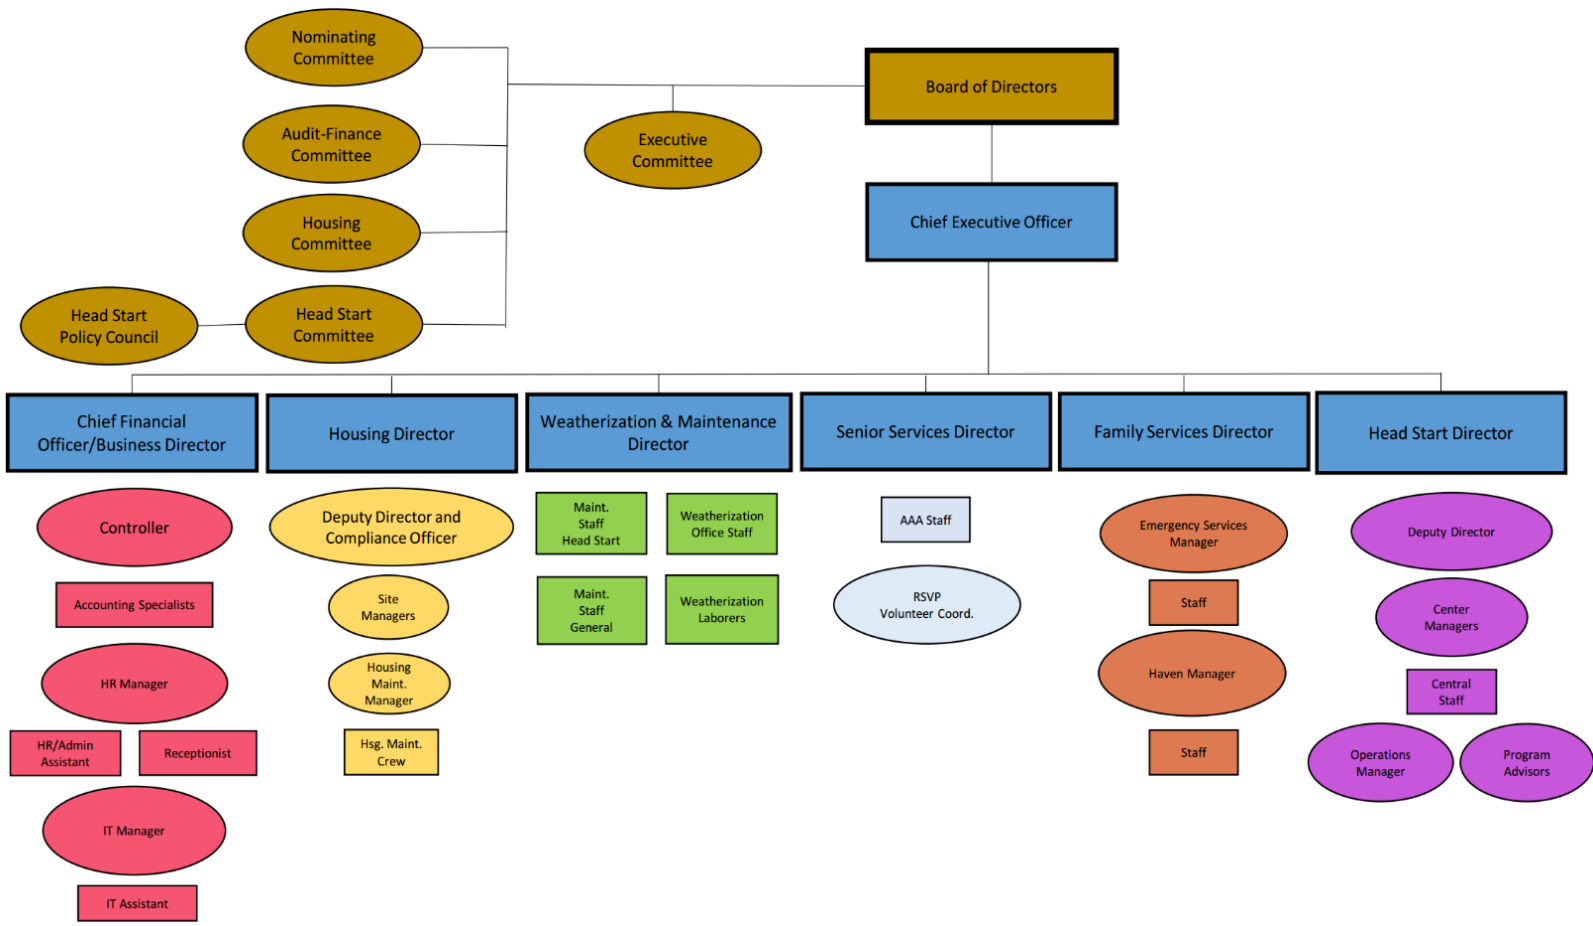 Nominating
Committee
Board of Directors
Audit-Finance
Committee
Executive
Committee
Housing
Committee
Chief Executive Officer
Head Start
Policy Council
Head Start
Committee
Chief Financial
Officer/Business Director
Housing Director
Weatherization & Maintenance
Director
Senior Services Director
Family Services Director
Head Start Director
Controller
Accounting Specialists
HR Manager
HR/Admin
Assistant
Receptionist
IT Manager
IT Assistant
Deputy Director and
Compliance Officer
Site
Managers
Housing
Maint.
Manager
Hsg. Maint.
Crew
Maint.
Staff
Head Start
Weatherization
Office Staff
Maint.
Staff
General
Weatherization
Laborers
AAA Staff
RSVP
Volunteer Coord.
Emergency Services
Manager
Staff
Haven Manager
Staff
Deputy Director
Center
Managers
Central
Staff
Operations
Manager
Program
Advisors